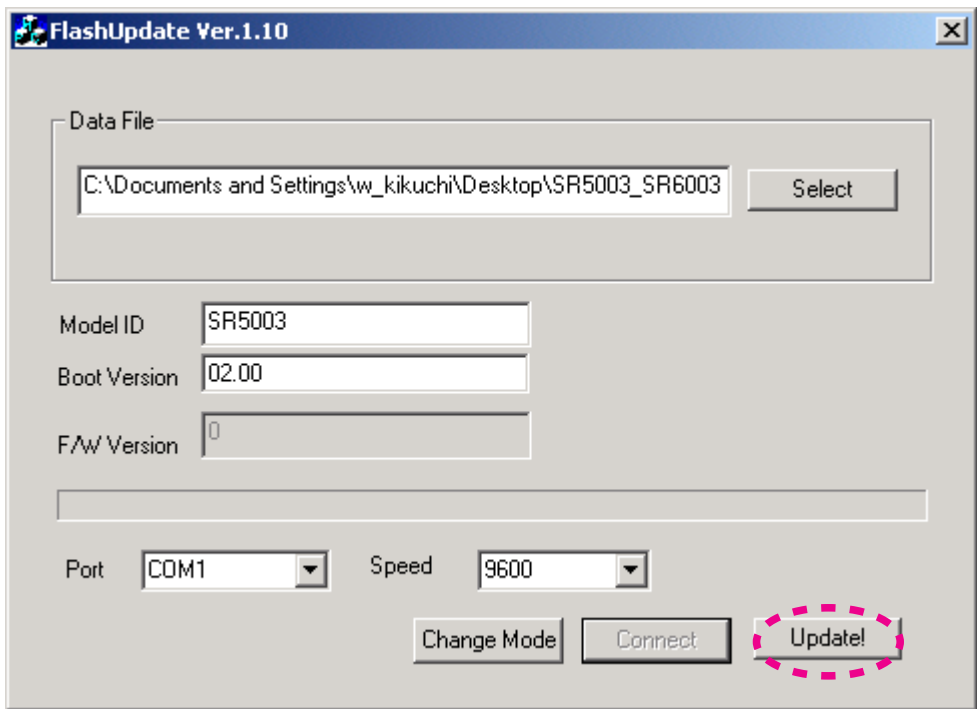 FlashUpdate Ver.1.10
Data File
C:\Documents and Settings\w_kikuchi\Desktop\SR5003_SR6003
Select
Model ID
SR5003
Boot Version
02.00
F/W Version
0
Port
COM1
Speed
9600
Change Mode
Connect
Update!